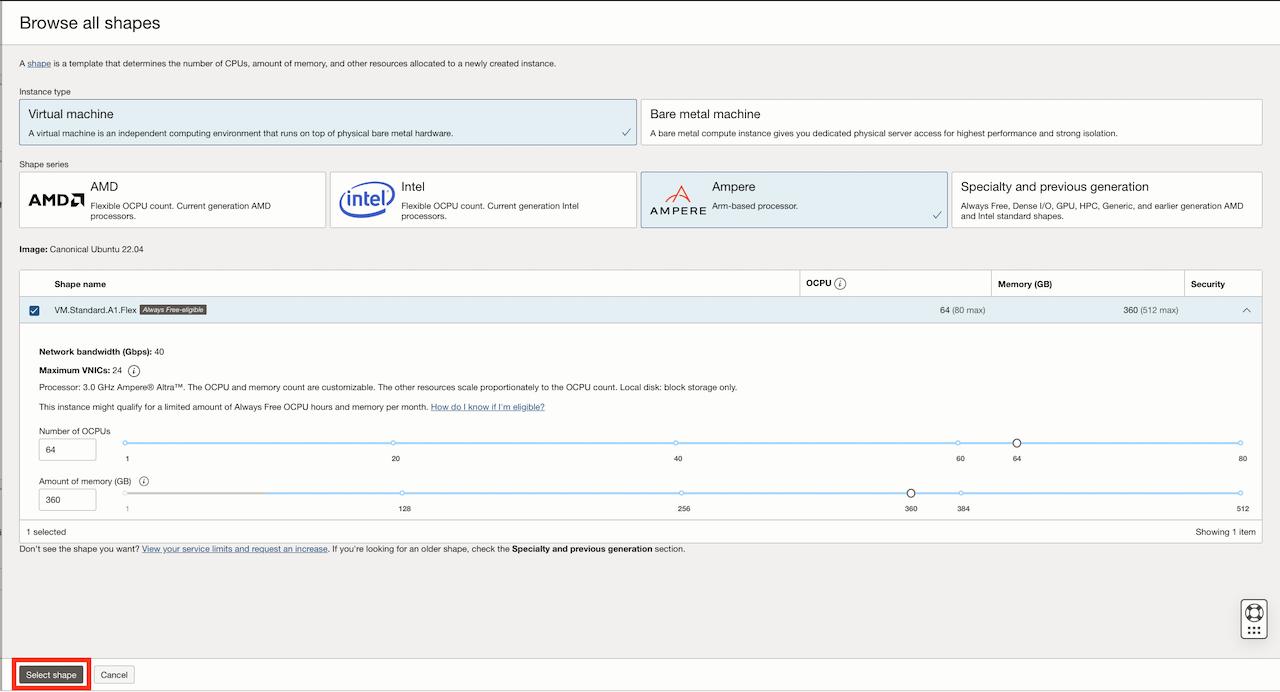 Browse all shapes
A shape is a template that determines the number of CPUs, amount of memory, and other resources allocated to a newly created instance.
Instance type
Virtual machine
A virtual machine is an independent computing environment that runs on top of physical bare metal hardware.
Bare metal machine
A bare metal compute instance gives you dedicated physical server access for highest performance and strong isolation.
Shape series
AMD
AMD
Flexible OCPU count. Current generation AMD
processors.
intel
Intel
Flexible OCPU count. Current generation Intel
processors.
AMPERE
Ampere
Arm-based processor.
Specialty and previous generation
Always Free, Dense I/O, GPU, HPC, Generic, and earlier generation AMD
and Intel standard shapes.
Image: Canonical Ubuntu 22.04
Shape name OCPU i Memory (GB) Security
VM.Standard.A1.Flex Always Free-eligible 64 (80 max) 360 (512 max)
Network bandwidth (Gbps): 40
Maximum VNICs: 24 i
Processor: 3.0 GHz Ampere® Altra™. The OCPU and memory count are customizable. The other resources scale proportionately to the OCPU count. Local disk: block storage only.
This instance might qualify for a limited amount of Always Free OCPU hours and memory per month. How do I know if I'm eligible?
Number of OCPUs
64
1 20 40 60 64 80
Amount of memory (GB) i
360
1 128 256 360 384 512
1 selected Showing 1 item
Don't see the shape you want? View your service limits and request an increase. If you're looking for an older shape, check the Specialty and previous generation section.
Select shape Cancel